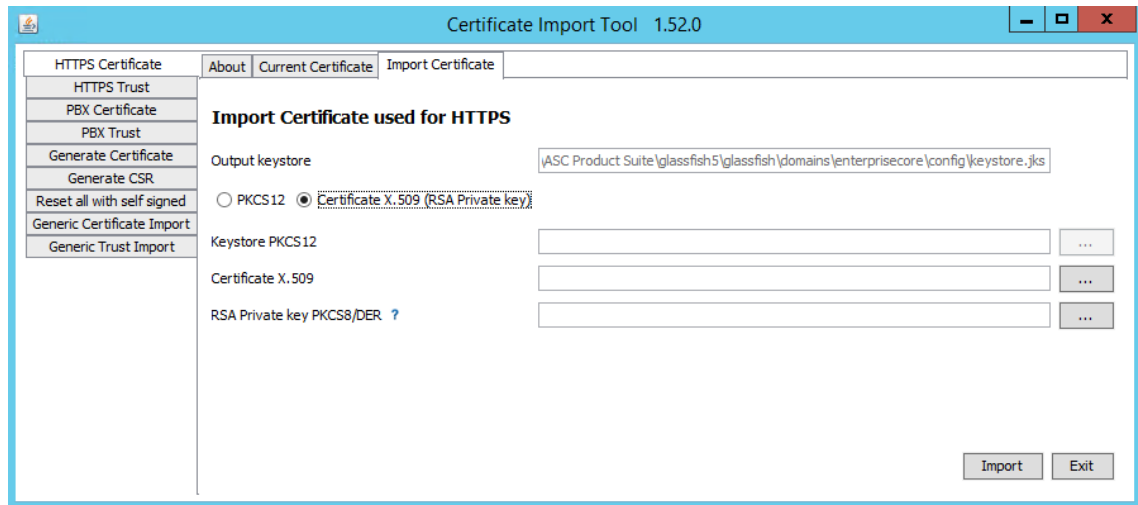 Certificate Import Tool 1.52.0
HTTPS Certificate
HTTPS Trust
PBX Certificate
PBX Trust
Generate Certificate
Generate CSR
Reset all with self signed
Generic Certificate Import
Generic Trust Import
About Current Certificate Import Certificate
Import Certificate used for HTTPS
Output keystore \ASC Product Suite\glassfish5\glassfish\domains\enterprisecore\config\keystore.jks
PKCS12 Certificate X.509 (RSA Private key)
Keystore PKCS12 ...
Certificate X.509 ...
RSA Private key PKCS8/DER ? ...
Import Exit